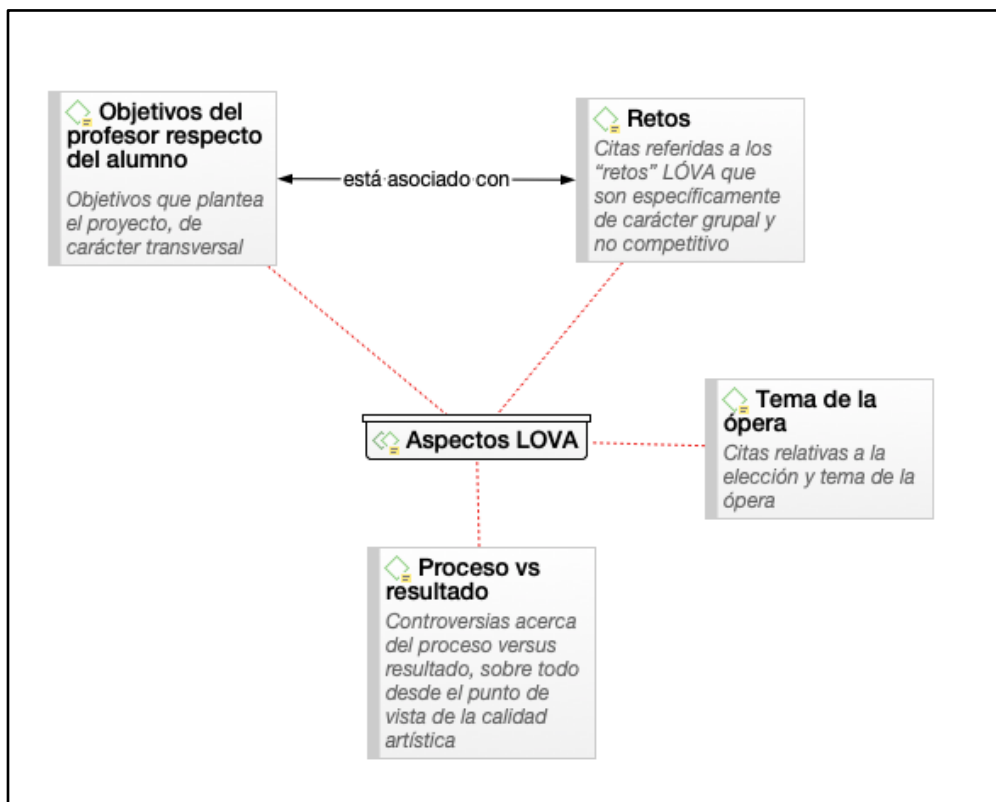 Objetivos del
profesor respecto
del alumno
Objetivos que plantea
el proyecto, de
carácter transversal
está asociado con
Retos
Citas referidas a los
“retos” LÓVA que
son específicamente
de carácter grupal y
no competitivo
Aspectos LOVA
Tema de la
ópera
Citas relativas a la
elección y tema de la
ópera
Proceso vs
resultado
Controversias acerca
del proceso versus
resultado, sobre todo
desde el punto de
vista de la calidad
artística